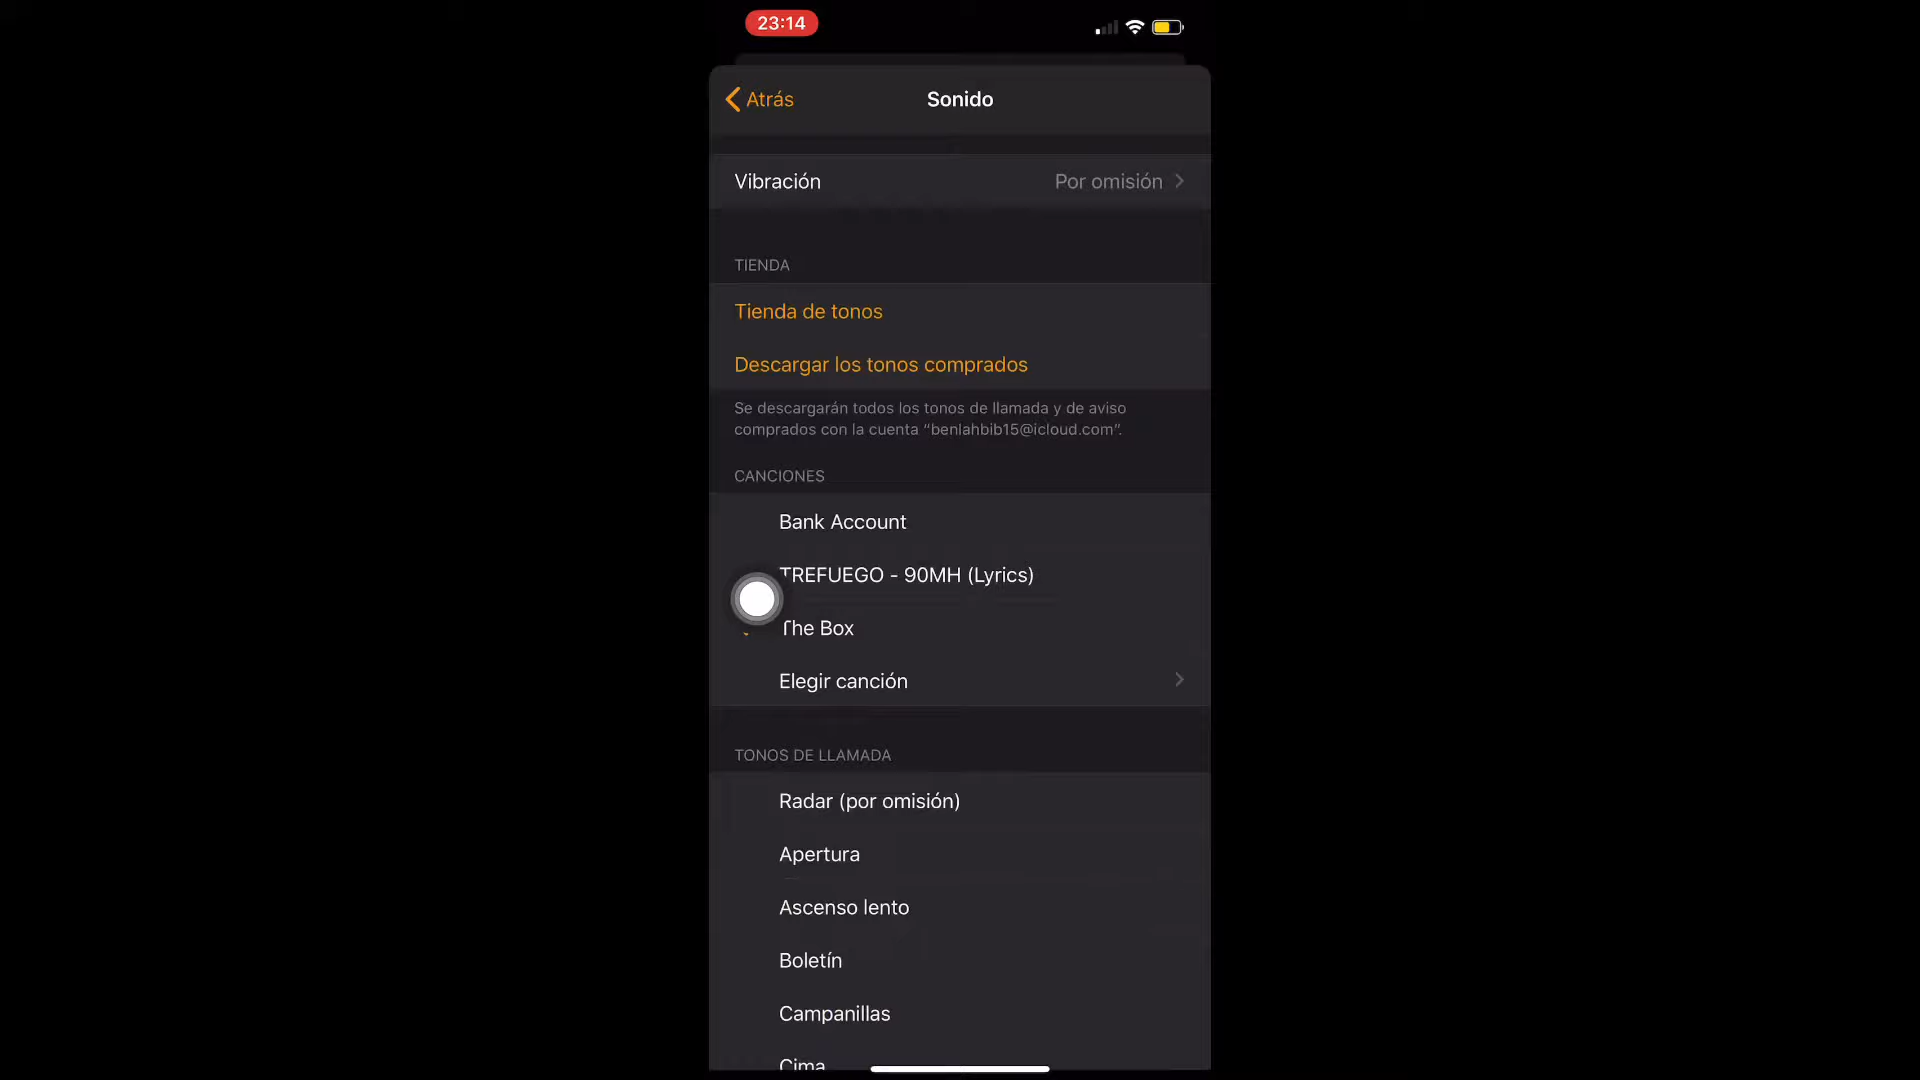 23:14
Atrás
Sonido
Vibración
Por omisión
TIENDA
Tienda de tonos
Descargar los tonos comprados
Se descargarán todos los tonos de llamada y de aviso
comprados con la cuenta “benlahbib15@icloud.com”.
CANCIONES
Bank Account
TREFUEGO - 90MH (Lyrics)
The Box
Elegir canción
TONOS DE LLAMADA
Radar (por omisión)
Apertura
Ascenso lento
Boletín
Campanillas
Cima